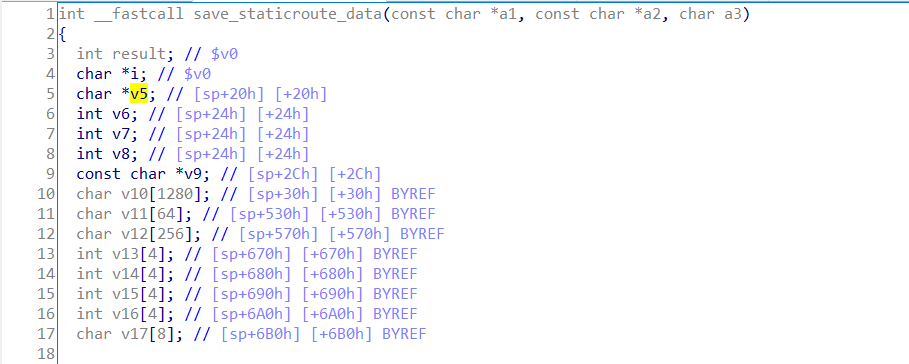 1 int __fastcall save_staticroute_data(const char *a1, const char *a2, char a3)
2 {
3 int result; // $v0
4 char *i; // $v0
5 char *v5; // [sp+20h] [+20h]
6 int v6; // [sp+24h] [+24h]
7 int v7; // [sp+24h] [+24h]
8 int v8; // [sp+24h] [+24h]
9 const char *v9; // [sp+2Ch] [+2Ch]
10 char v10[1280]; // [sp+30h] [+30h] BYREF
11 char v11[64]; // [sp+530h] [+530h] BYREF
12 char v12[256]; // [sp+570h] [+570h] BYREF
13 int v13[4]; // [sp+670h] [+670h] BYREF
14 int v14[4]; // [sp+680h] [+680h] BYREF
15 int v15[4]; // [sp+690h] [+690h] BYREF
16 int v16[4]; // [sp+6A0h] [+6A0h] BYREF
17 char v17[8]; // [sp+6B0h] [+6B0h] BYREF
18